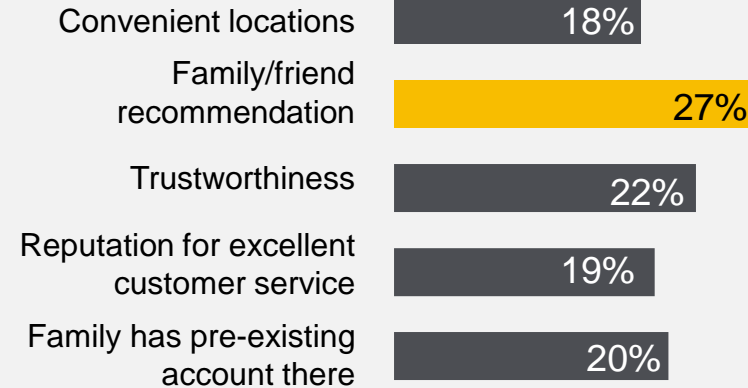 Convenient locations 18%
Family/friend
recommendation 27%
Trustworthiness 22%
Reputation for excellent
customer service 19%
Family has pre-existing
account there 20%